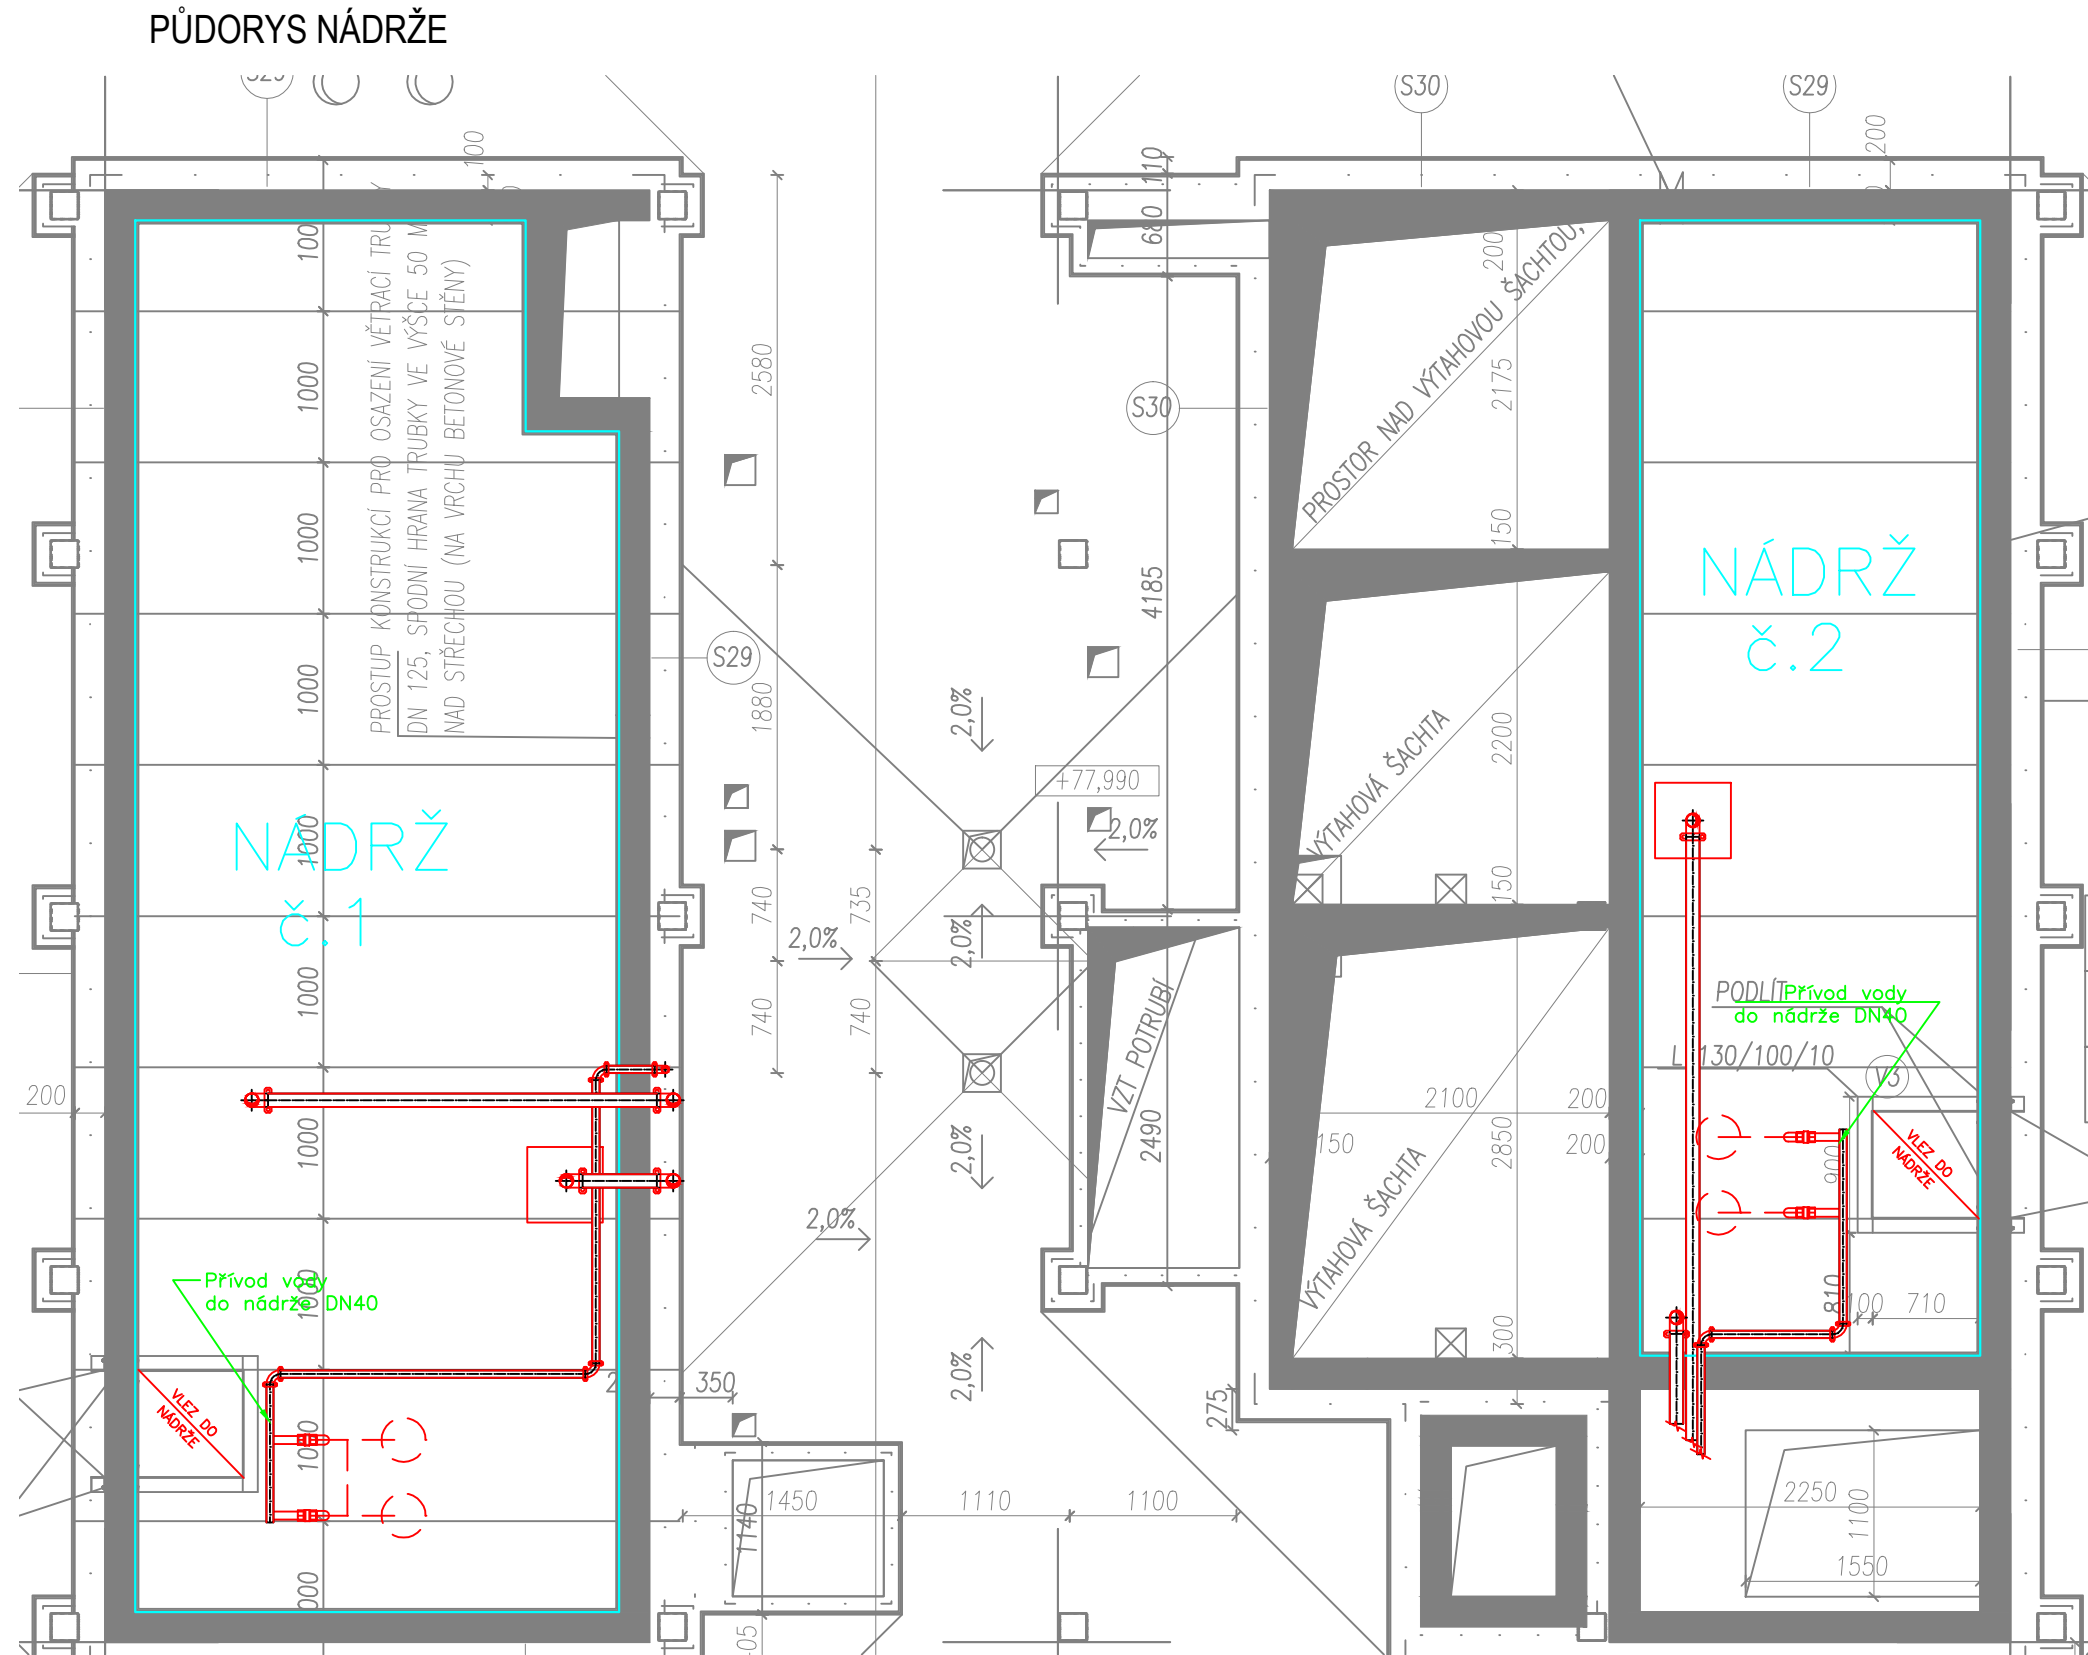 PŮDORYS NÁDRŽE
S30
S29
100
200
110
680
100
200
PROSTUP KONSTRUKCÍ PRO OSAZENÍ VĚTRACÍ
DN 125, SPODNÍ HRANA TRUBKY VE VÝŠCE 50
NAD STŘECHOU (NA VRCHU BETONOVÉ STĚNY)
PROSTOR NAD VÝTAHOVOU ŠACHTOU,
1000
2580
2175
S30
1000
150
NÁDRŽ
č.2
4185
1000
S29
1880
2,0%
2200
VÝTAHOVÁ ŠACHTA
+77,990
NÁDRŽ
č.1
1000
2,0%
740
735
150
2,0%
2,0%
1000
740
740
VZT POTRUBÍ
PODLÍT
Přívod vody
do nádrže DN40
L 130/100/10
V3
200
2100
200
1000
2,0%
2490
150
2850
200
900
VLEZ DO
NÁDRŽE
VÝTAHOVÁ ŠACHTA
2,0%
Přívod vody
do nádrže DN40
1000
810
100
710
300
2,0%
350
275
VLEZ DO
NÁDRŽE
1000
1450
1110
1100
1140
2250
1100
1550